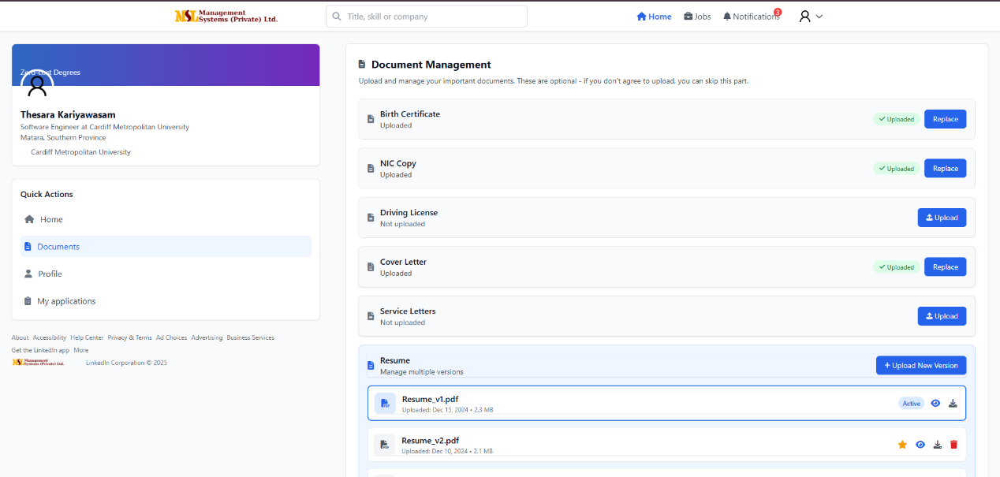 MSL Management
Systems (Private) Ltd.
Title, skill or company
Home
Jobs
Notifications
3
Zero-cost Degrees
Thesara Kariyawasam
Software Engineer at Cardiff Metropolitan University
Matara, Southern Province
Cardiff Metropolitan University
Quick Actions
Home
Documents
Profile
My applications
About Accessibility Help Center Privacy & Terms Ad Choices Advertising Business Services
Get the LinkedIn app More
MSL Management
Systems (Private) Ltd.
LinkedIn Corporation © 2025
Document Management
Upload and manage your important documents. These are optional - if you don't agree to upload, you can skip this part.
Birth Certificate
Uploaded
Uploaded
Replace
NIC Copy
Uploaded
Uploaded
Replace
Driving License
Not uploaded
Upload
Cover Letter
Uploaded
Uploaded
Replace
Service Letters
Not uploaded
Upload
Resume
Manage multiple versions
+ Upload New Version
Resume_v1.pdf
Uploaded: Dec 15, 2024 • 2.3 MB
Active
Resume_v2.pdf
Uploaded: Dec 10, 2024 • 2.1 MB